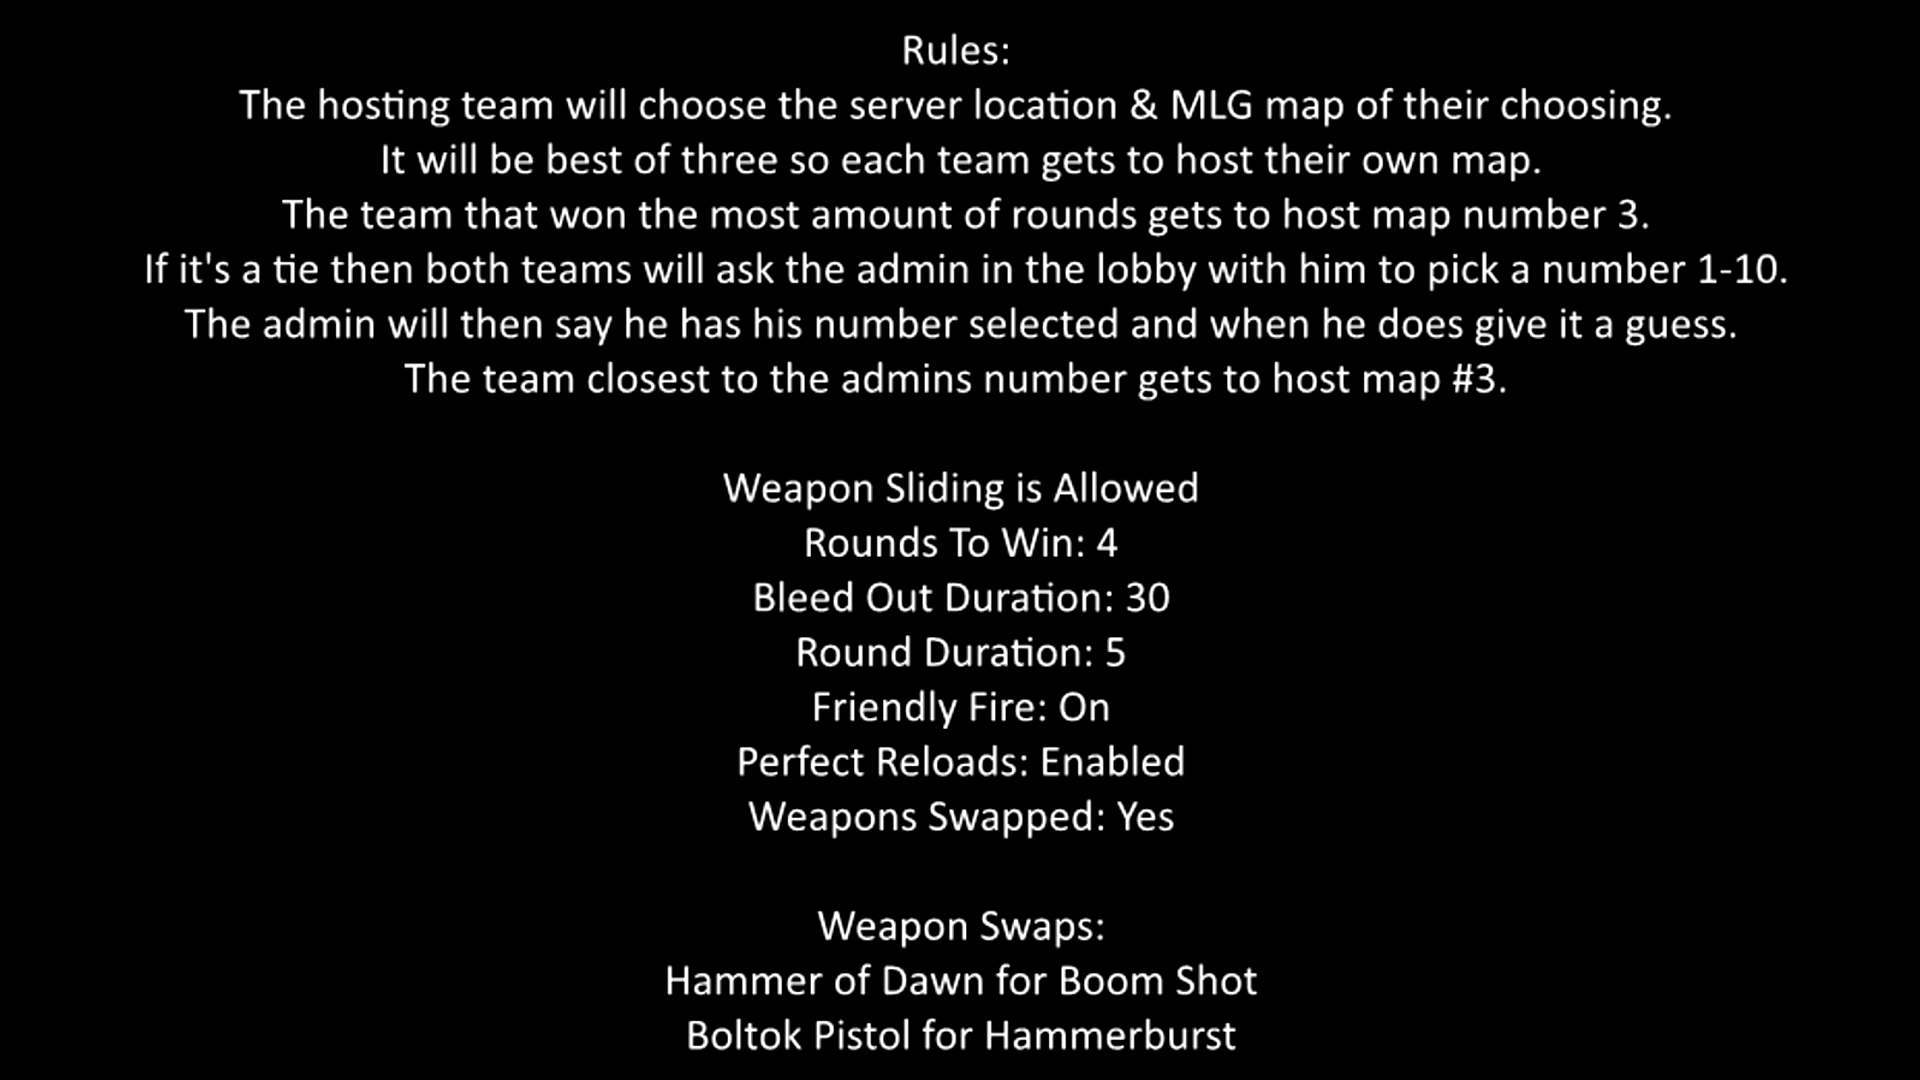 Rules:
The hosting team will choose the server location & MLG map of their choosing.
It will be best of three so each team gets to host their own map.
The team that won the most amount of rounds gets to host map number 3.
If it's a tie then both teams will ask the admin in the lobby with him to pick a number 1-10.
The admin will then say he has his number selected and when he does give it a guess.
The team closest to the admins number gets to host map #3.
Weapon Sliding is Allowed
Rounds To Win: 4
Bleed Out Duration: 30
Round Duration: 5
Friendly Fire: On
Perfect Reloads: Enabled
Weapons Swapped: Yes
Weapon Swaps:
Hammer of Dawn for Boom Shot
Boltok Pistol for Hammerburst